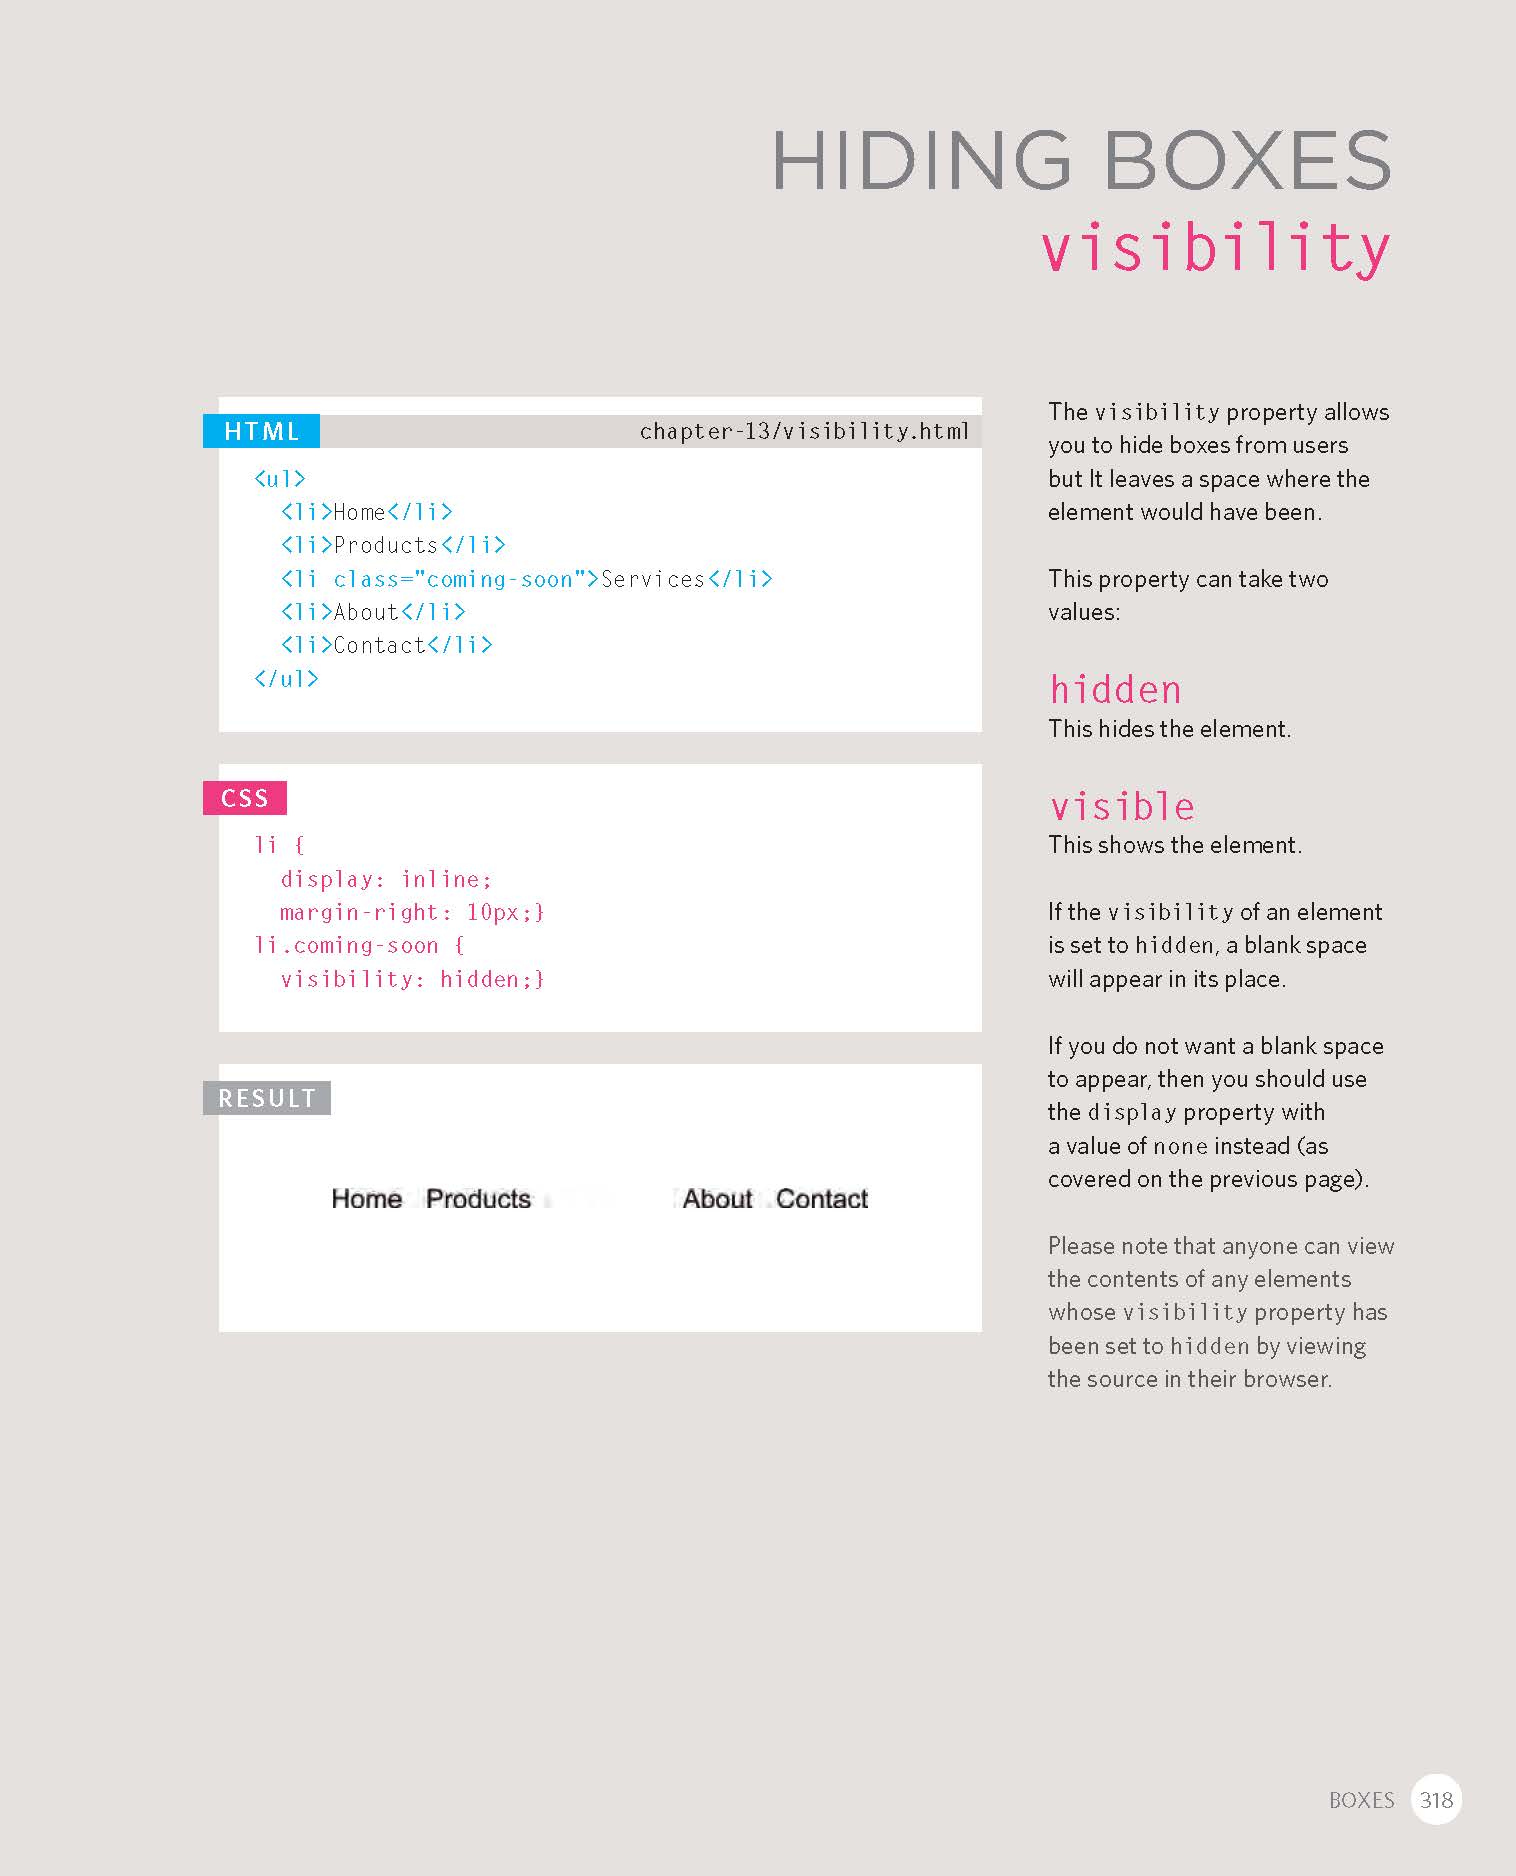 HIDING BOXES
visibility
HTML
chapter-13/visibility.html
<ul>
<li>Home</li>
<li>Products</li>
<li class="coming-soon">Services</li>
<li>About</li>
<li>Contact</li>
</ul>
CSS
li {
display: inline;
margin-right: 10px;}
li.coming-soon {
visibility: hidden;}
RESULT
Home Products About Contact
The visibility property allows
you to hide boxes from users
but It leaves a space where the
element would have been.
This property can take two
values:
hidden
This hides the element.
visible
This shows the element.
If the visibility of an element
is set to hidden, a blank space
will appear in its place.
If you do not want a blank space
to appear, then you should use
the display property with
a value of none instead (as
covered on the previous page).
Please note that anyone can view
the contents of any elements
whose visibility property has
been set to hidden by viewing
the source in their browser.
BOXES 318